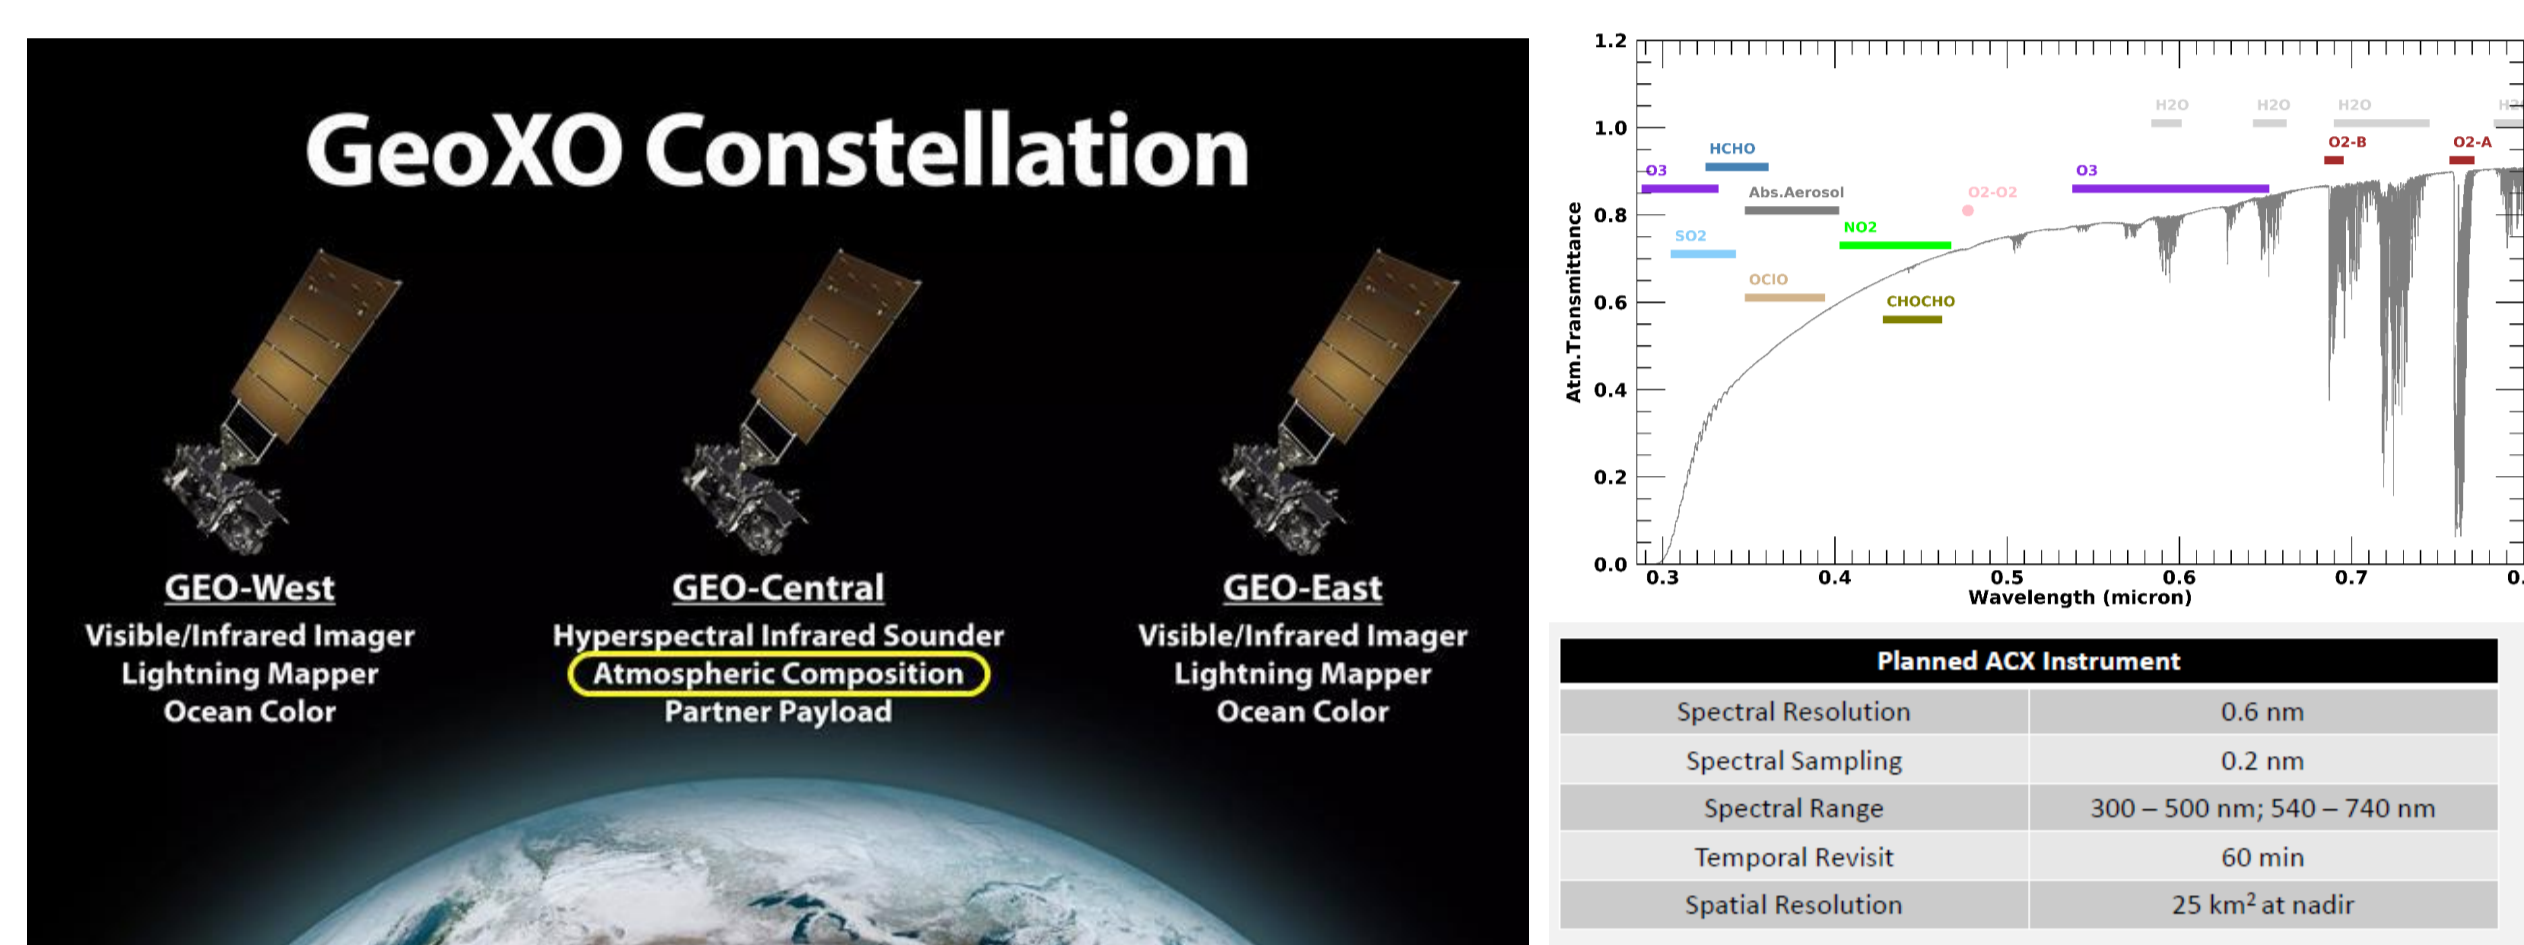 GeoXO Constellation
GEO-West
Visible/Infrared Imager
Lightning Mapper
Ocean Color
GEO-Central
Hyperspectral Infrared Sounder
Atmospheric Composition
Partner Payload
GEO-East
Visible/Infrared Imager
Lightning Mapper
Ocean Color
Atm.Transmittance
1.2
1.0
0.8
0.6
0.4
0.2
0.0
H2O H2O H2O
O2-B O2-A
HCHO
O3 O3
Abs.Aerosol O2-O2
NO2
SO2
OClO
CHOCHO
0.3 0.4 0.5 0.6 0.7
Wavelength (micron)
Planned ACX Instrument
Spectral Resolution 0.6 nm
Spectral Sampling 0.2 nm
Spectral Range 300 – 500 nm; 540 – 740 nm
Temporal Revisit 60 min
Spatial Resolution 25 km² at nadir